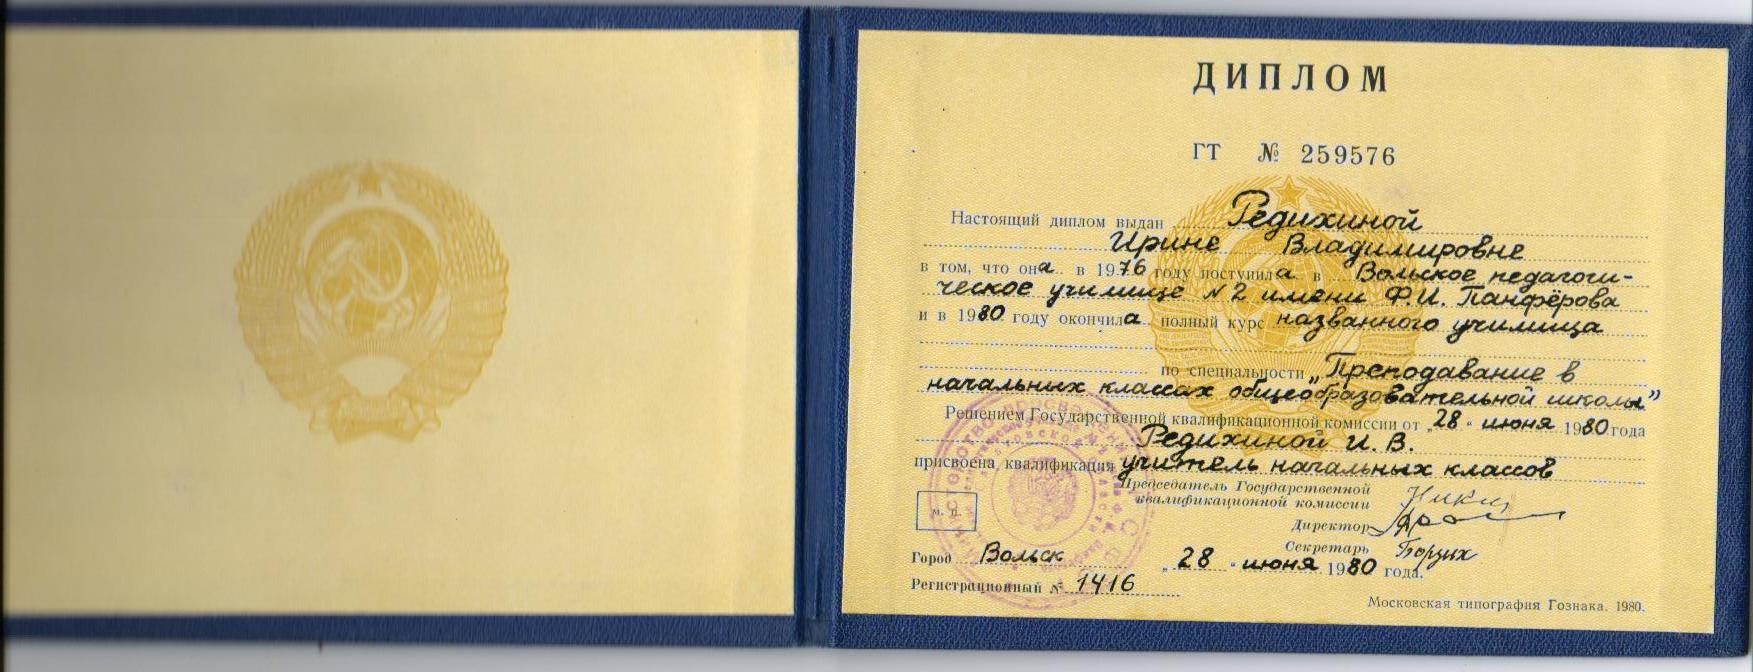 ДИПЛОМ
ГТ № 259576
Настоящий диплом выдан Редихиной
Ирине Владимировне
в том, что она в 1976 году поступила в Вольское педагоги-
ческое училище №2 имени Ф.И. Панфёрова
и в 1980 году окончила полный курс названного училища
по специальности „Преподавание в
начальных классах общеобразовательной школы”
Решением Государственной квалификационной комиссии от „28“ июня 1980 года
Редихиной И. В.
присвоена квалификация учитель начальных классов
Председатель Государственной
квалификационной комиссии
м. п.
Директор
Секретарь
Город Вольск „28“ июня 1980 года.
Регистрационный № 1416
Московская типография Гознака. 1980.